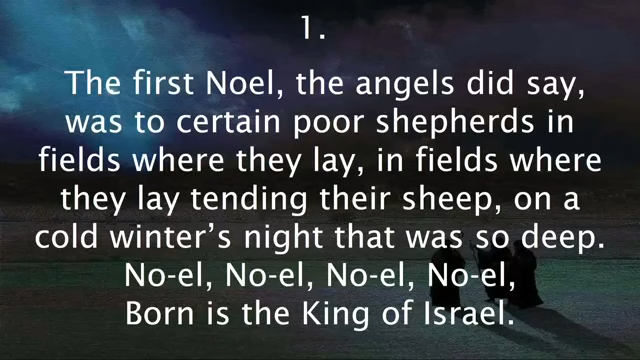 1.
The first Noel, the angels did say,
was to certain poor shepherds in
fields where they lay, in fields where
they lay tending their sheep, on a
cold winter’s night that was so deep.
No-el, No-el, No-el, No-el,
Born is the King of Israel.